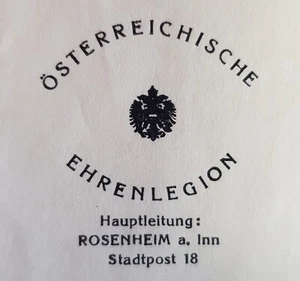 ÖSTERREICHISCHE
EHRENLEGION
Hauptleitung:
ROSENHEIM a. Inn
Stadtpost 18